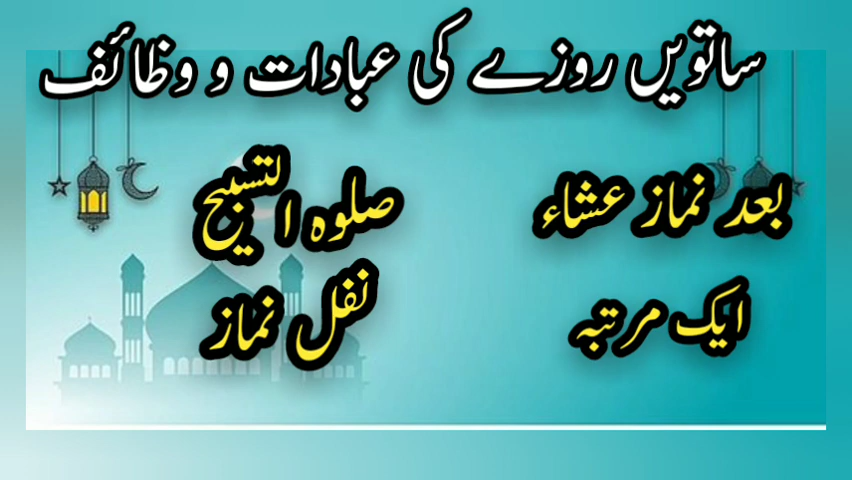 ساتویں روزے کی عبادات و وظائف
بعد نماز عشاء
صلوہ التسبیح
ایک مرتبہ
نفل نماز